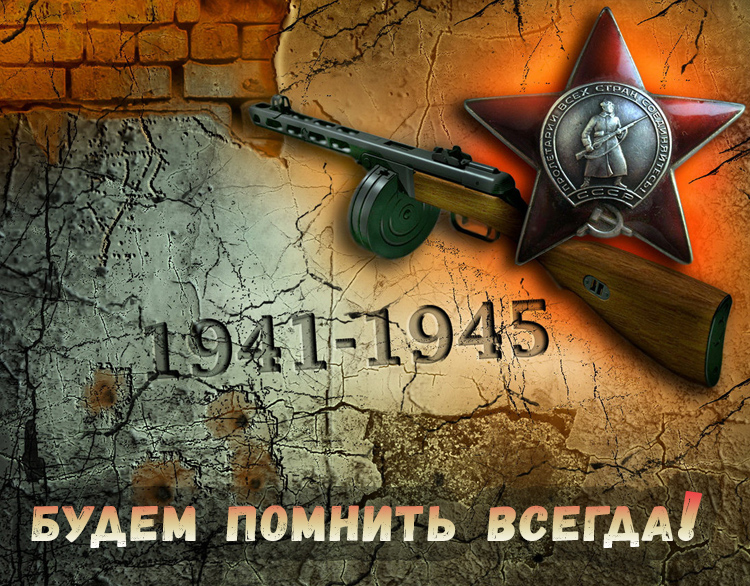 ПРОЛЕТАРИИ ВСЕХ СТРАН СОЕДИНЯЙТЕСЬ!
СССР
1941-1945
БУДЕМ ПОМНИТЬ ВСЕГДА!